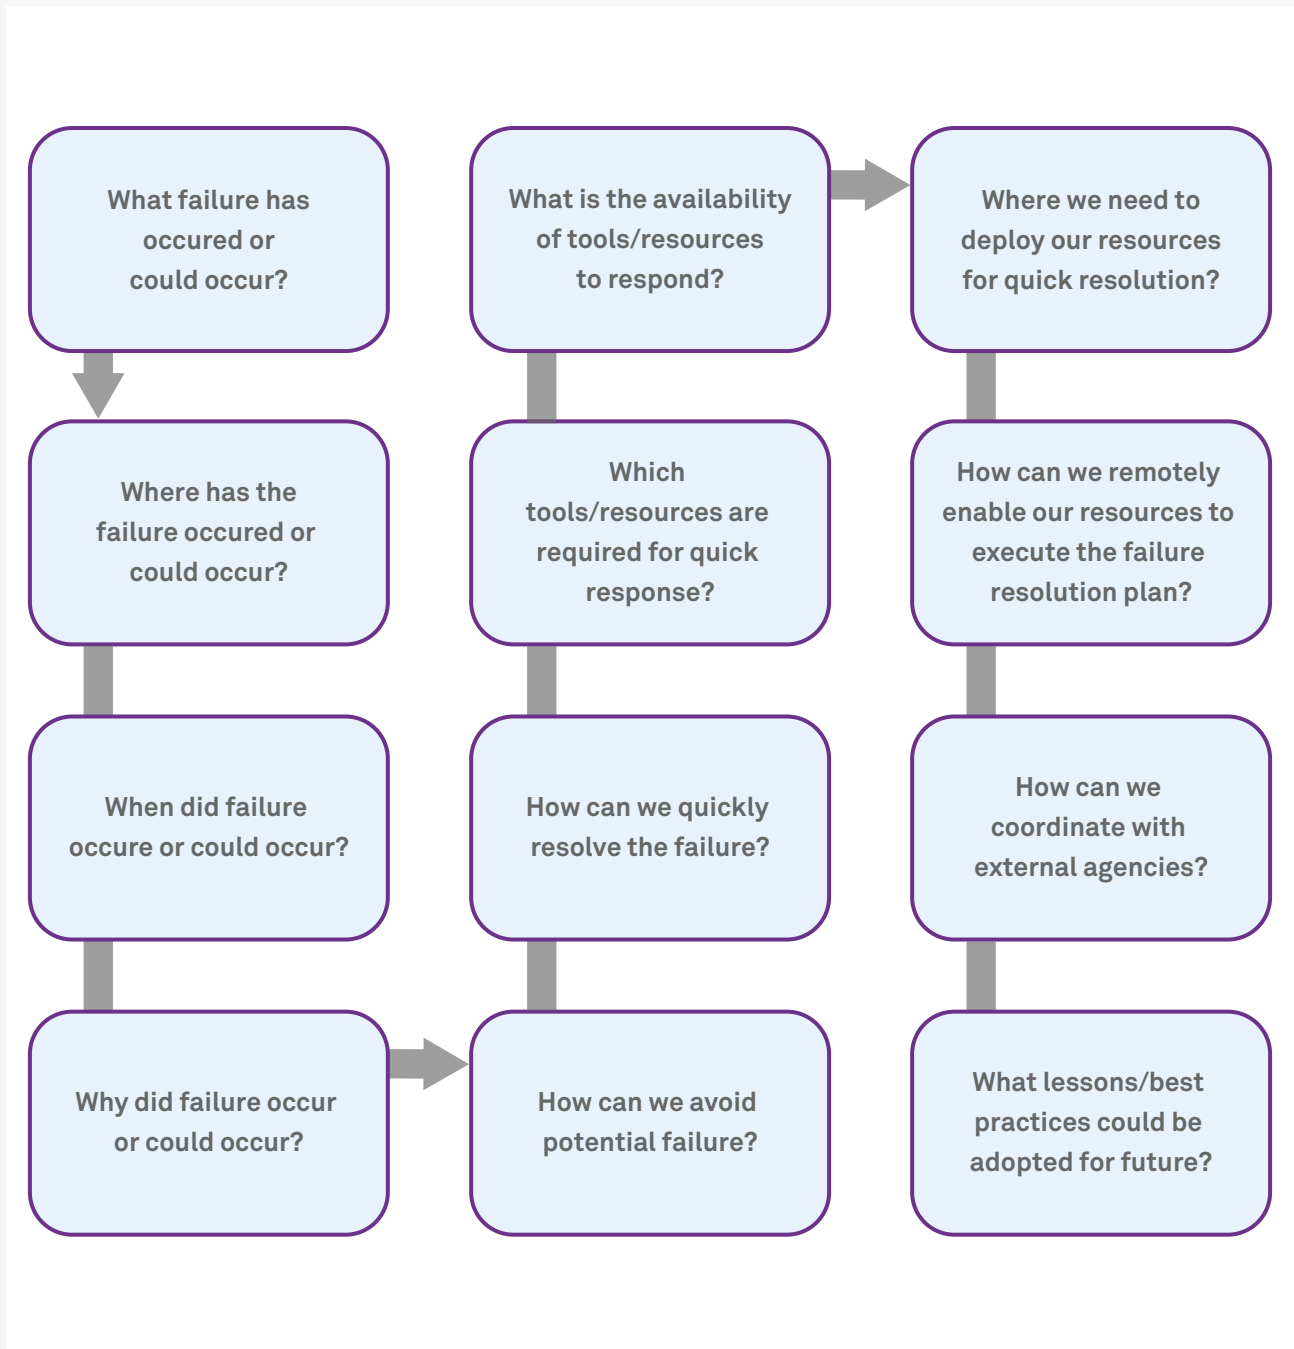 What failure has
occured or
could occur?
Where has the
failure occured or
could occur?
When did failure
occure or could occur?
Why did failure occur
or could occur?
How can we avoid
potential failure?
How can we quickly
resolve the failure?
Which
tools/resources are
required for quick
response?
What is the availability
of tools/resources
to respond?
Where we need to
deploy our resources
for quick resolution?
How can we remotely
enable our resources to
execute the failure
resolution plan?
How can we
coordinate with
external agencies?
What lessons/best
practices could be
adopted for future?